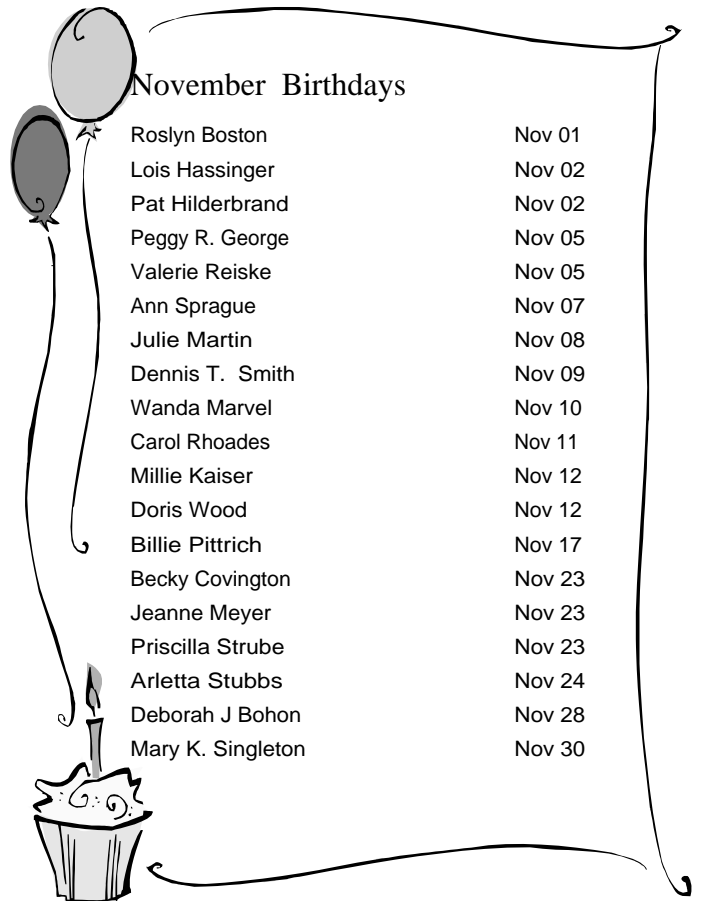 November Birthdays
Roslyn Boston Nov 01
Lois Hassinger Nov 02
Pat Hilderbrand Nov 02
Peggy R. George Nov 05
Valerie Reiske Nov 05
Ann Sprague Nov 07
Julie Martin Nov 08
Dennis T. Smith Nov 09
Wanda Marvel Nov 10
Carol Rhoades Nov 11
Millie Kaiser Nov 12
Doris Wood Nov 12
Billie Pittrich Nov 17
Becky Covington Nov 23
Jeanne Meyer Nov 23
Priscilla Strube Nov 23
Arletta Stubbs Nov 24
Deborah J Bohon Nov 28
Mary K. Singleton Nov 30